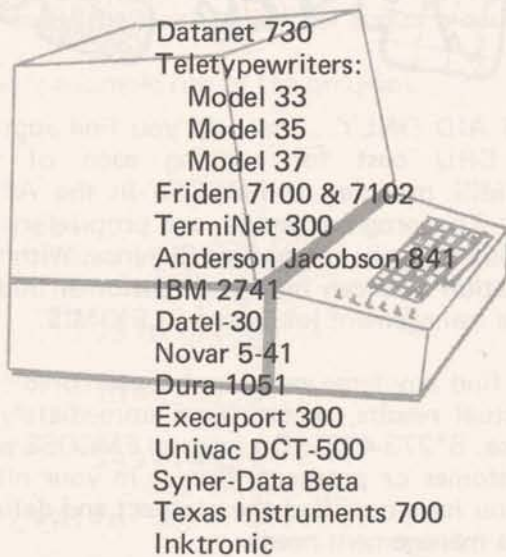 Datanet 730
Teletypewriters:
Model 33
Model 35
Model 37
Friden 7100 & 7102
TermiNet 300
Anderson Jacobson 841
IBM 2741
Datel-30
Novar 5-41
Dura 1051
Execuport 300
Univac DCT-500
Syner-Data Beta
Texas Instruments 700
Inktronic